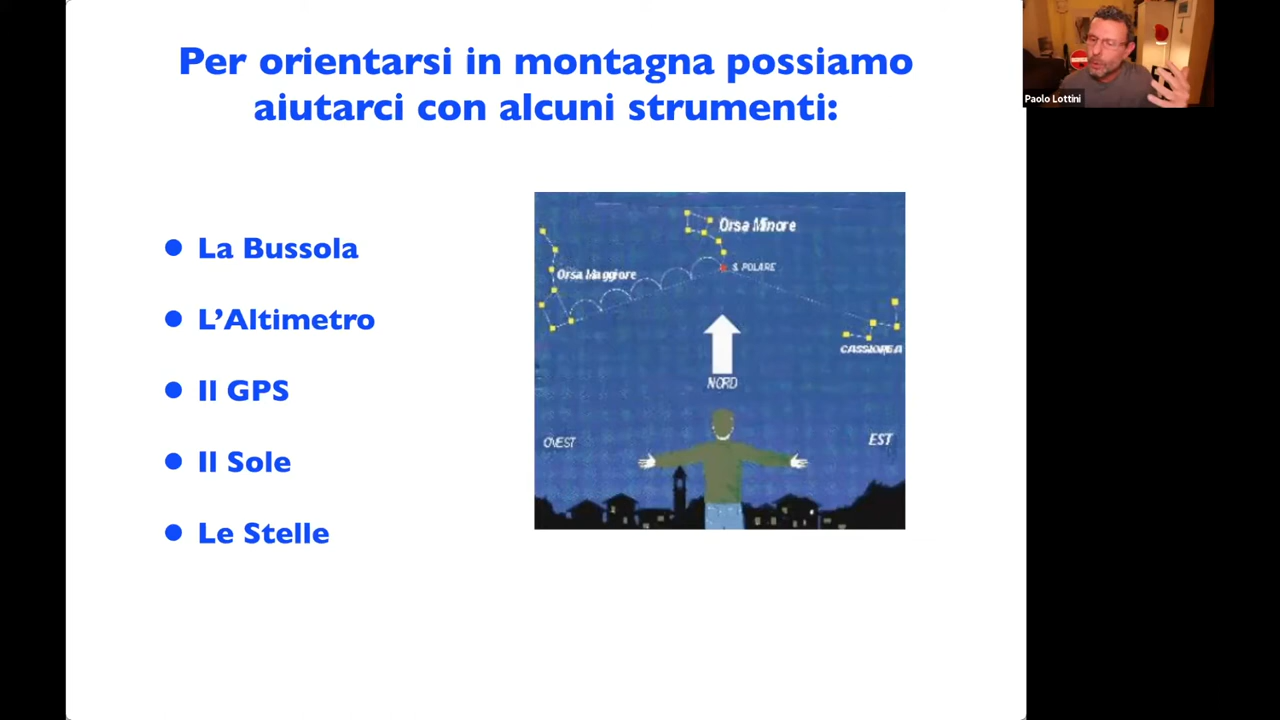 Per orientarsi in montagna possiamo
aiutarci con alcuni strumenti:
● La Bussola
● L’Altimetro
● Il GPS
● Il Sole
● Le Stelle
Orsa Minore
S. POLARE
Orsa Maggiore
CASSIOPEA
NORD
OVEST
EST
Paolo Lottini